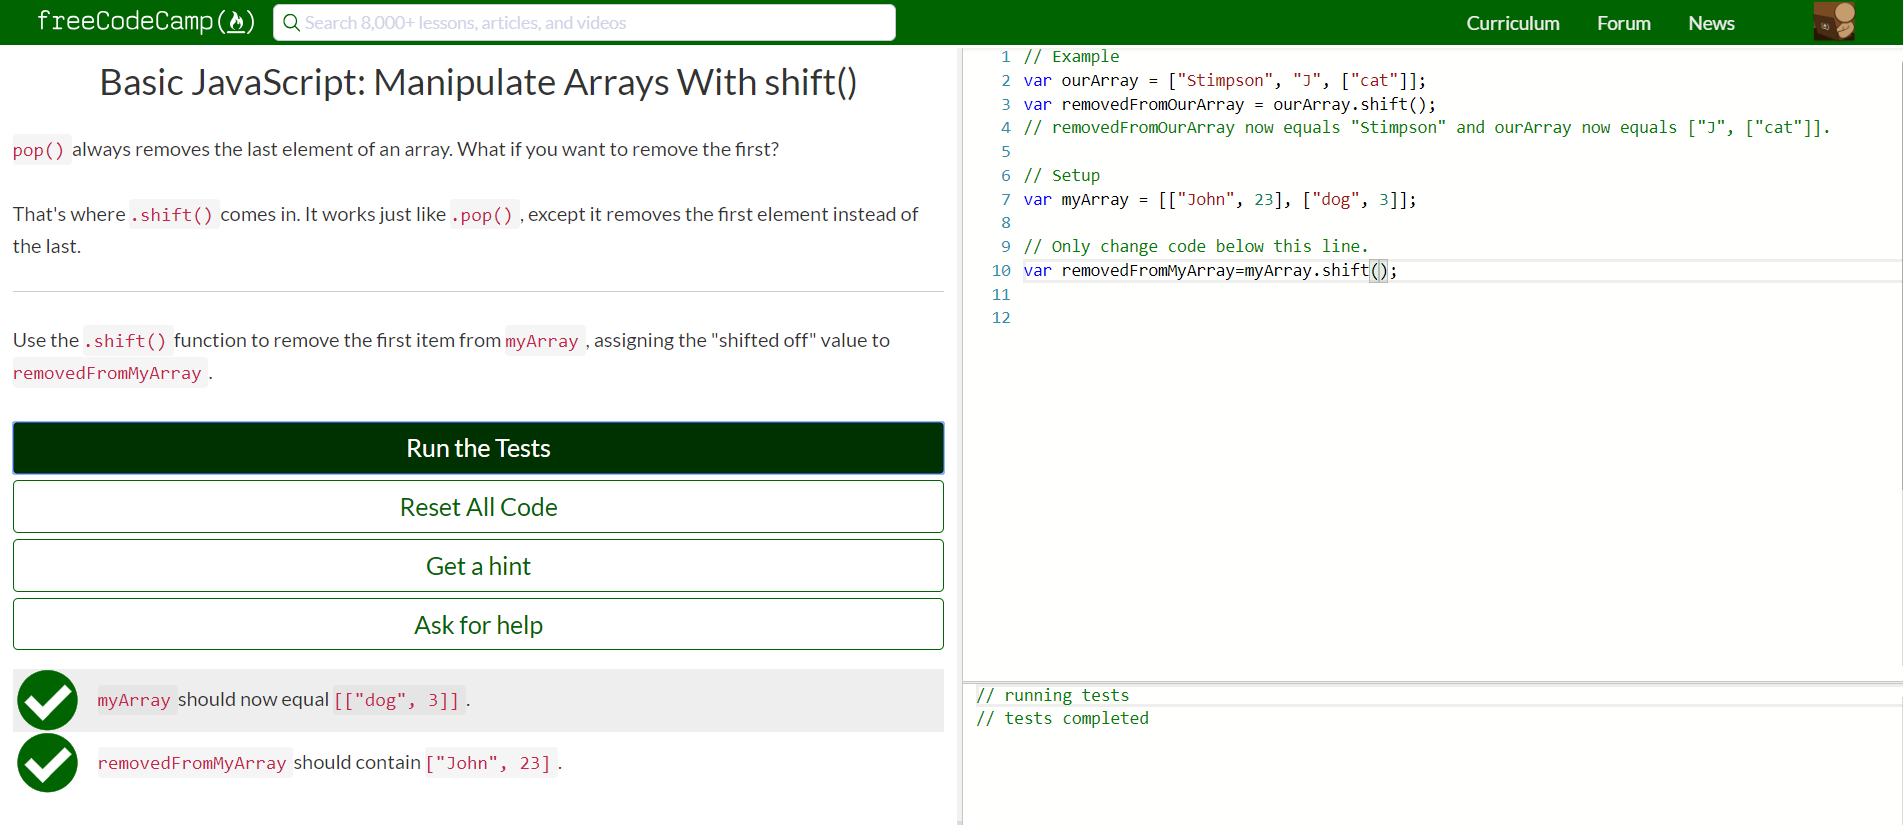 freeCodeCamp
Search 8,000+ lessons, articles, and videos
Curriculum Forum News
Basic JavaScript: Manipulate Arrays With shift()
pop() always removes the last element of an array. What if you want to remove the first?
That's where .shift() comes in. It works just like .pop() , except it removes the first element instead of
the last.
Use the .shift() function to remove the first item from myArray , assigning the "shifted off" value to
removedFromMyArray .
Run the Tests
Reset All Code
Get a hint
Ask for help
myArray should now equal [["dog", 3]] .
removedFromMyArray should contain ["John", 23] .
1 // Example
2 var ourArray = ["Stimpson", "J", ["cat"]];
3 var removedFromOurArray = ourArray.shift();
4 // removedFromOurArray now equals "Stimpson" and ourArray now equals ["J", ["cat"]].
5
6 // Setup
7 var myArray = [["John", 23], ["dog", 3]];
8
9 // Only change code below this line.
10 var removedFromMyArray=myArray.shift();
11
12
// running tests
// tests completed